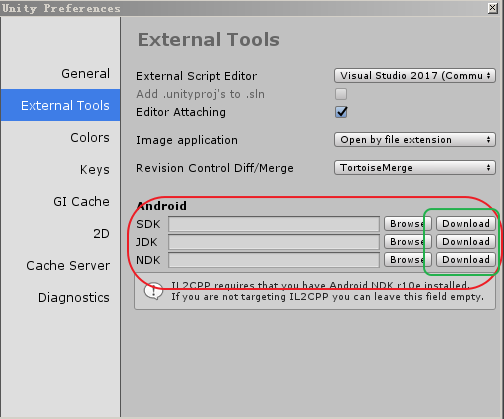 Unity Preferences
External Tools
General
External Tools
Colors
Keys
GI Cache
2D
Cache Server
Diagnostics
External Script Editor Visual Studio 2017 (Commu
Add .unityproj's to .sln
Editor Attaching
Image application Open by file extension
Revision Control Diff/Merge TortoiseMerge
Android
SDK Browse Download
JDK Browse Download
NDK Browse Download
IL2CPP requires that you have Android NDK r10e installed.
If you are not targeting IL2CPP you can leave this field empty.